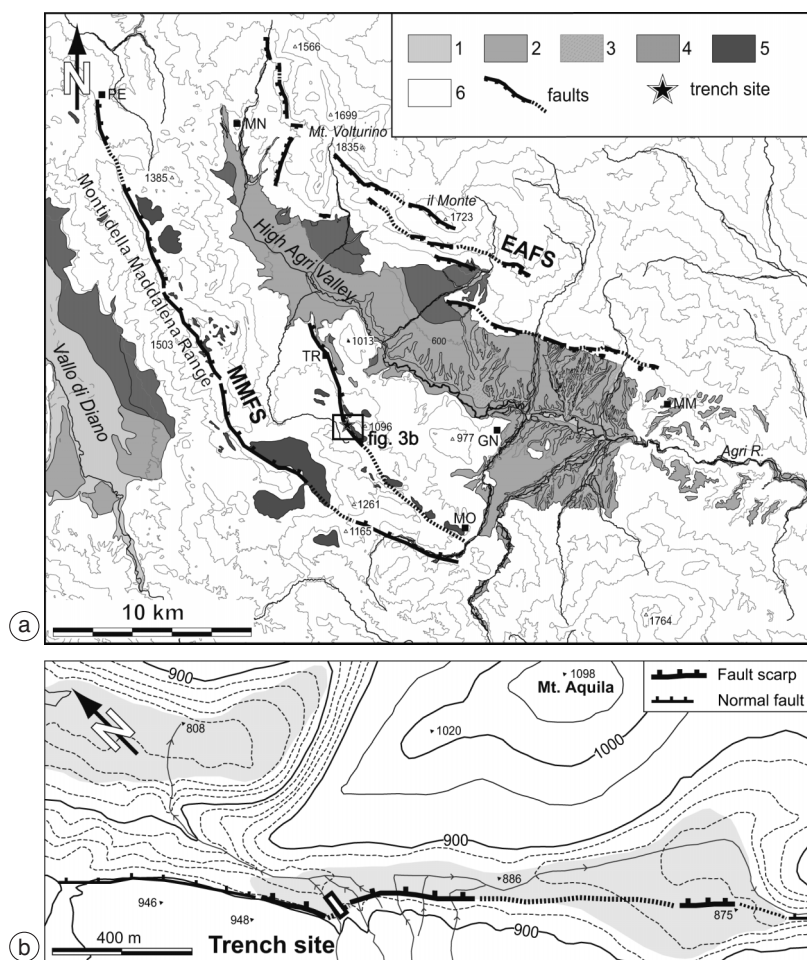 a
N
PE
1566
1 2 3 4 5
6 faults trench site
MN
1699
Mt. Volturino
1835
1385
il Monte
1723
Monti della Maddalena Range
High Agri Valley
EAFS
1503
TR
1013
600
Vallo di Diano
MMFS
1096
fig. 3b
977
GN
MM
Agri R.
1261
1165
MO
10 km
1764
b
900
N
808
1098
Mt. Aquila
Fault scarp
Normal fault
1020
1000
900
886
946
948
875
900
400 m
Trench site